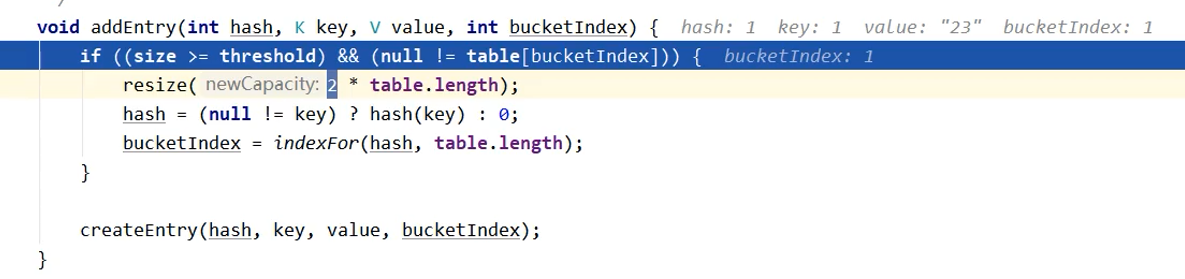 void addEntry(int hash, K key, V value, int bucketIndex) {  hash: 1  key: 1  value: "23"  bucketIndex: 1
if ((size >= threshold) && (null != table[bucketIndex])) {  bucketIndex: 1
resize( newCapacity: 2 * table.length);
hash = (null != key) ? hash(key) : 0;
bucketIndex = indexFor(hash, table.length);
}
createEntry(hash, key, value, bucketIndex);
}